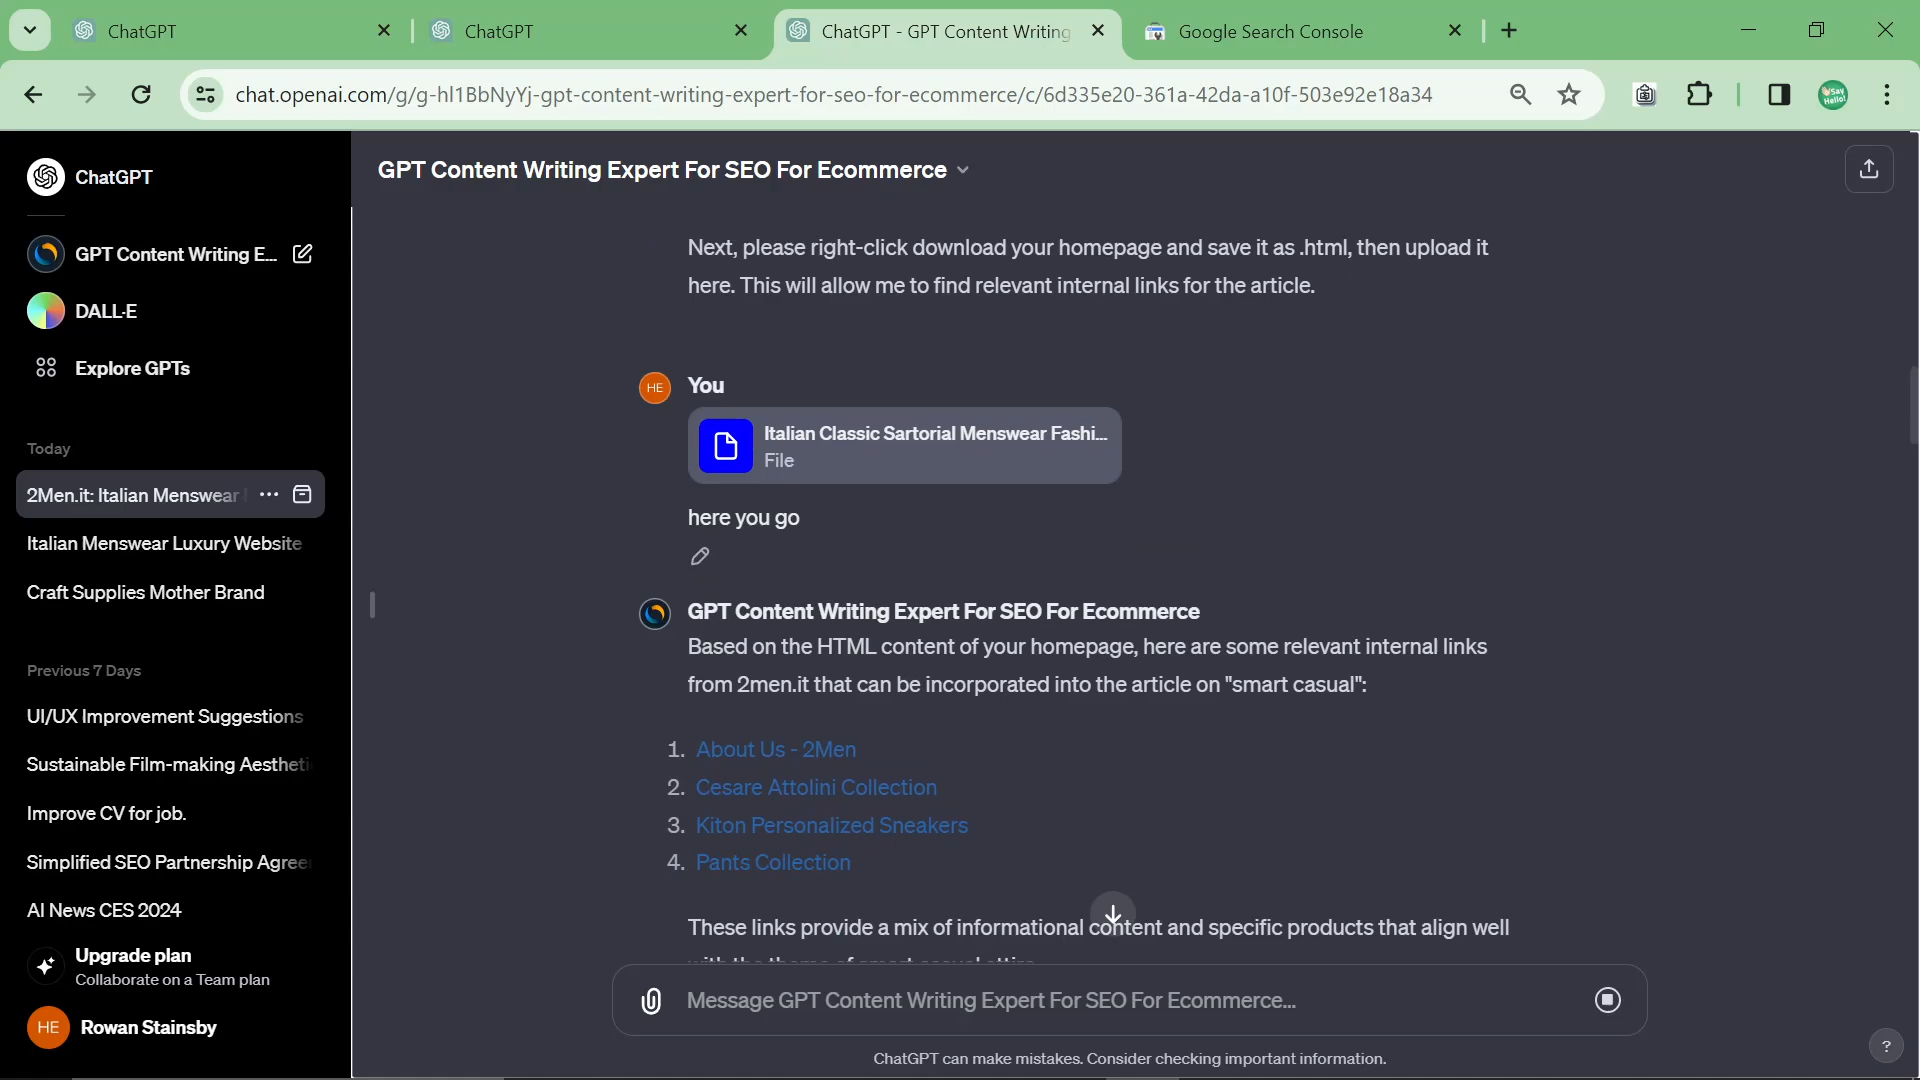 ChatGPT
ChatGPT
ChatGPT - GPT Content Writing
Google Search Console
chat.openai.com/g/g-hl1BbNyYj-gpt-content-writing-expert-for-seo-for-ecommerce/c/6d335e20-361a-42da-a10f-503e92e18a34
Say Hello!
ChatGPT
GPT Content Writing E...
DALL·E
Explore GPTs
Today
2Men.it: Italian Menswear
Italian Menswear Luxury Website
Craft Supplies Mother Brand
Previous 7 Days
UI/UX Improvement Suggestions
Sustainable Film-making Aestheti
Improve CV for job.
Simplified SEO Partnership Agree
AI News CES 2024
Upgrade plan
Collaborate on a Team plan
HE
Rowan Stainsby
GPT Content Writing Expert For SEO For Ecommerce
Next, please right-click download your homepage and save it as .html, then upload it
here. This will allow me to find relevant internal links for the article.
HE
You
Italian Classic Sartorial Menswear Fashi...
File
here you go
GPT Content Writing Expert For SEO For Ecommerce
Based on the HTML content of your homepage, here are some relevant internal links
from 2men.it that can be incorporated into the article on "smart casual":
1. About Us - 2Men
2. Cesare Attolini Collection
3. Kiton Personalized Sneakers
4. Pants Collection
These links provide a mix of informational content and specific products that align well
with the theme of smart casual attire.
Message GPT Content Writing Expert For SEO For Ecommerce...
ChatGPT can make mistakes. Consider checking important information.
?